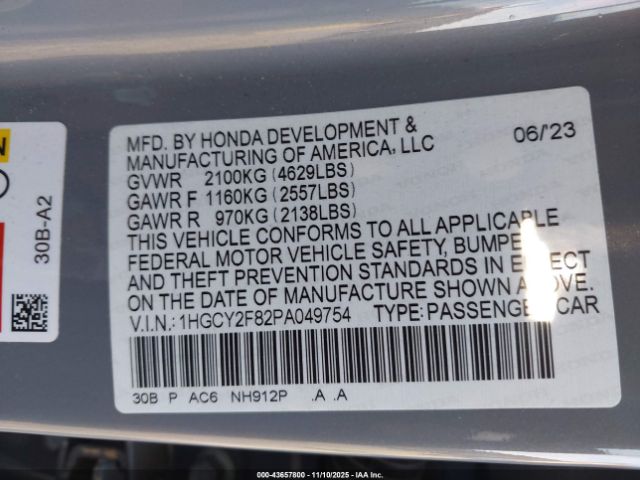 MFD. BY HONDA DEVELOPMENT &
MANUFACTURING OF AMERICA, LLC 06/'23
GVWR 2100KG (4629LBS)
GAWR F 1160KG (2557LBS)
GAWR R 970KG (2138LBS)
THIS VEHICLE CONFORMS TO ALL APPLICABLE
FEDERAL MOTOR VEHICLE SAFETY, BUMPER
AND THEFT PREVENTION STANDARDS IN EFFECT
ON THE DATE OF MANUFACTURE SHOWN ABOVE.
V.I.N.: 1HGCY2F82PA049754 TYPE: PASSENGER CAR
30B P AC6 NH912P .A .A
30B-A2
000-43657800 - 11/10/2025 - IAA Inc.